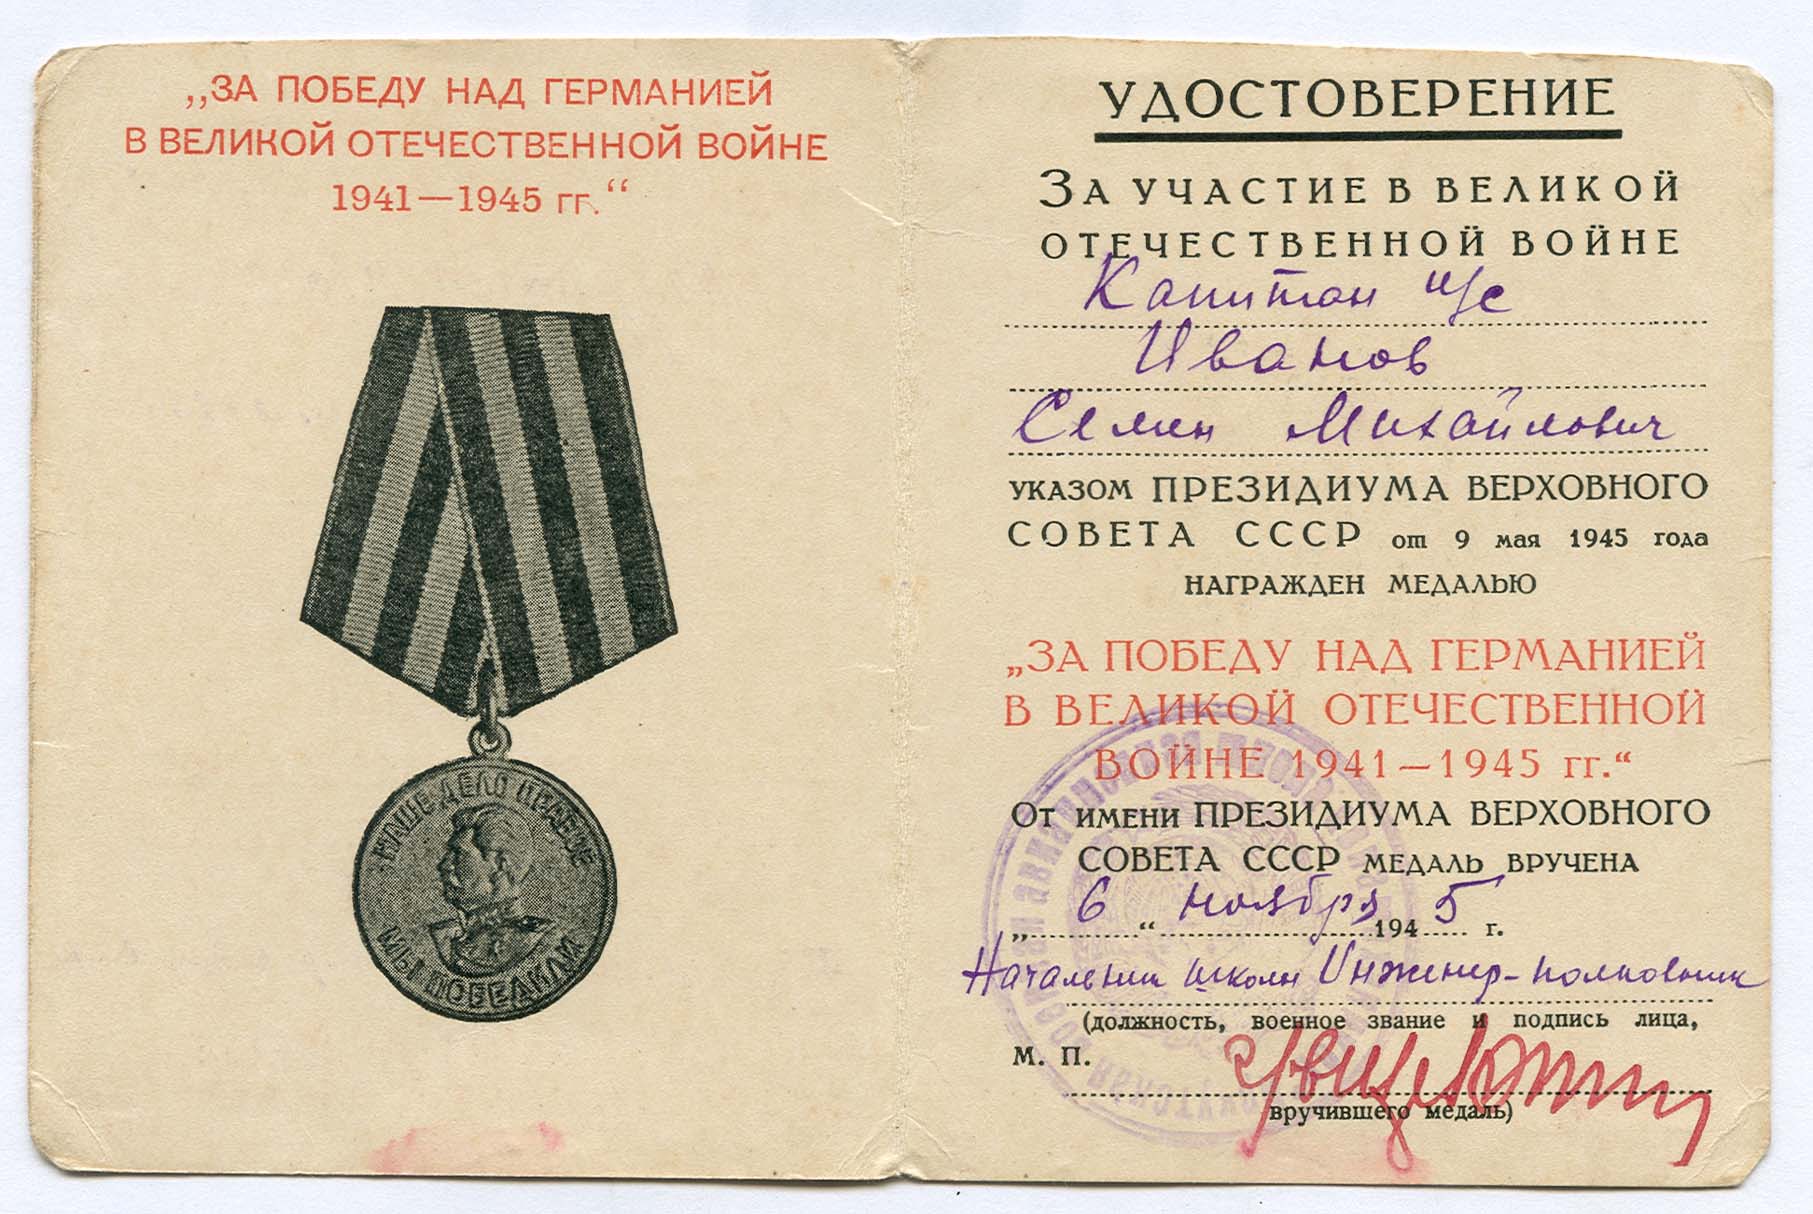 „ЗА ПОБЕДУ НАД ГЕРМАНИЕЙ
В ВЕЛИКОЙ ОТЕЧЕСТВЕННОЙ ВОЙНЕ
1941—1945 гг.“
НАШЕ ДЕЛО ПРАВОЕ
МЫ ПОБЕДИЛИ
УДОСТОВЕРЕНИЕ
ЗА УЧАСТИЕ В ВЕЛИКОЙ
ОТЕЧЕСТВЕННОЙ ВОЙНЕ
Капитан и/с
Иванов
Семен Михайлович
УКАЗОМ ПРЕЗИДИУМА ВЕРХОВНОГО
СОВЕТА СССР от 9 мая 1945 года
НАГРАЖДЕН МЕДАЛЬЮ
„ЗА ПОБЕДУ НАД ГЕРМАНИЕЙ
В ВЕЛИКОЙ ОТЕЧЕСТВЕННОЙ
ВОЙНЕ 1941—1945 гг.“
ОТ ИМЕНИ ПРЕЗИДИУМА ВЕРХОВНОГО
СОВЕТА СССР МЕДАЛЬ ВРУЧЕНА
„6“ ноября 1945 г.
Начальник школы Инженер-полковник
(должность, военное звание и подпись лица,
М. П.
вручившего медаль)